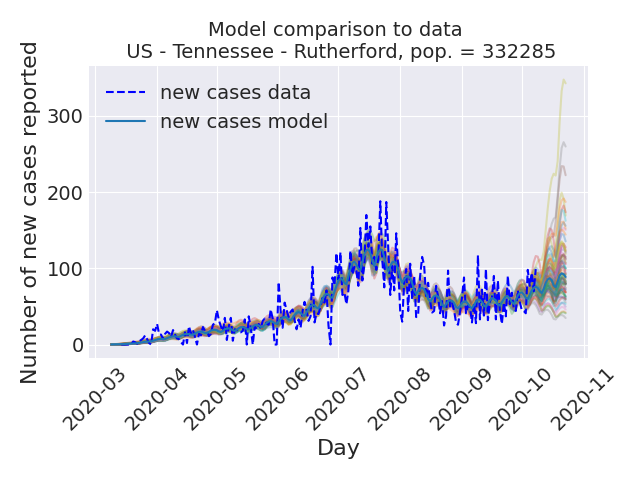 Model comparison to data
US - Tennessee - Rutherford, pop. = 332285
Number of new cases reported
new cases data
new cases model
300
200
100
0
2020-03
2020-04
2020-05
2020-06
2020-07
2020-08
2020-09
2020-10
2020-11
Day